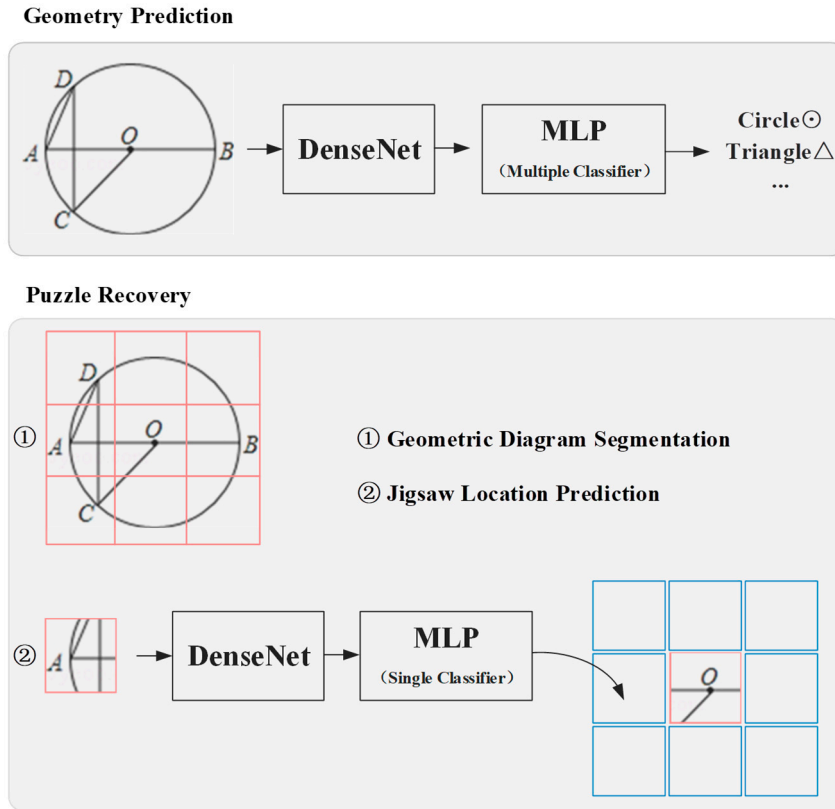 Geometry Prediction
D
O
A
B
C
DenseNet
MLP
（Multiple Classifier）
Circle⊙
Triangle△
...
Puzzle Recovery
①
D
O
A
B
C
① Geometric Diagram Segmentation
② Jigsaw Location Prediction
②
A
DenseNet
MLP
（Single Classifier）
O